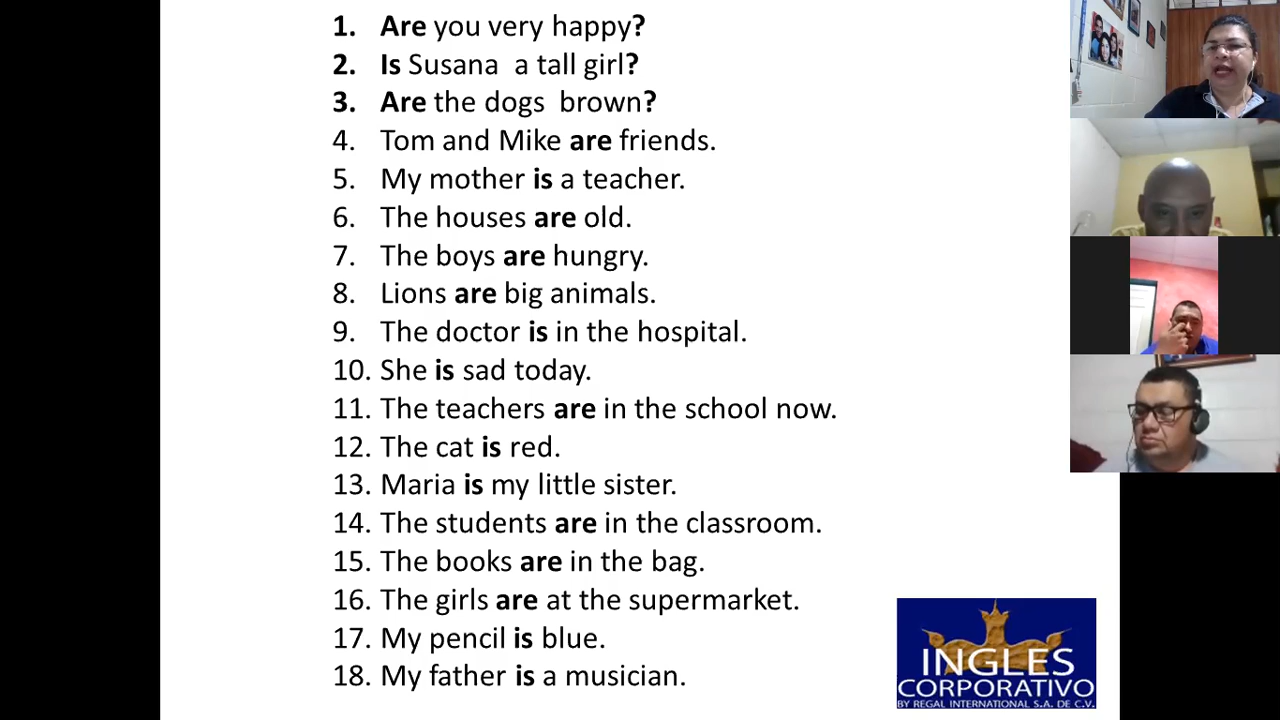 1. Are you very happy?
2. Is Susana a tall girl?
3. Are the dogs brown?
4. Tom and Mike are friends.
5. My mother is a teacher.
6. The houses are old.
7. The boys are hungry.
8. Lions are big animals.
9. The doctor is in the hospital.
10. She is sad today.
11. The teachers are in the school now.
12. The cat is red.
13. Maria is my little sister.
14. The students are in the classroom.
15. The books are in the bag.
16. The girls are at the supermarket.
17. My pencil is blue.
18. My father is a musician.
INGLES
CORPORATIVO
BY REGAL INTERNATIONAL S.A. DE C.V.